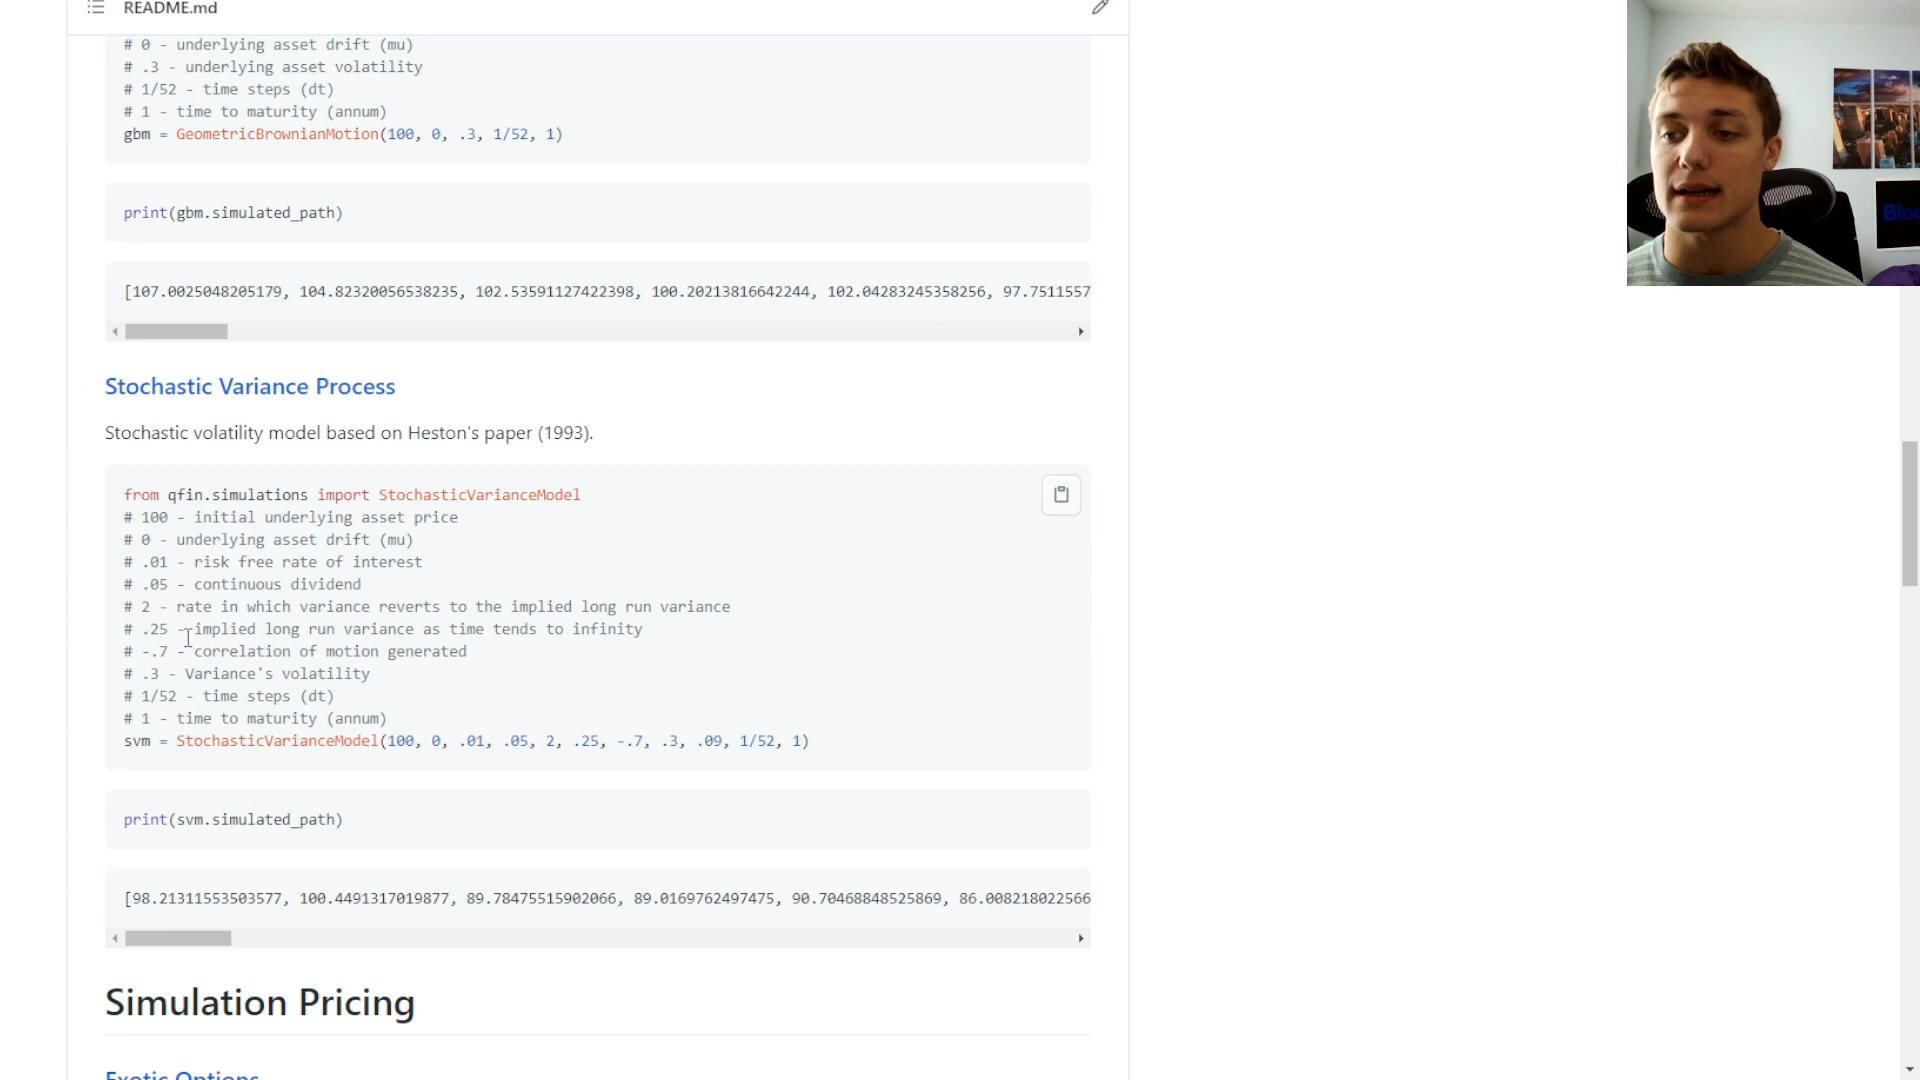 README.md
# 0 - underlying asset drift (mu)
# .3 - underlying asset volatility
# 1/52 - time steps (dt)
# 1 - time to maturity (annum)
gbm = GeometricBrownianMotion(100, 0, .3, 1/52, 1)
print(gbm.simulated_path)
[107.0025048205179, 104.82320056538235, 102.53591127422398, 100.20213816642244, 102.04283245358256, 97.7511557
Stochastic Variance Process
Stochastic volatility model based on Heston's paper (1993).
from qfin.simulations import StochasticVarianceModel
# 100 - initial underlying asset price
# 0 - underlying asset drift (mu)
# .01 - risk free rate of interest
# .05 - continuous dividend
# 2 - rate in which variance reverts to the implied long run variance
# .25 - implied long run variance as time tends to infinity
# -.7 - correlation of motion generated
# .3 - Variance's volatility
# 1/52 - time steps (dt)
# 1 - time to maturity (annum)
svm = StochasticVarianceModel(100, 0, .01, .05, 2, .25, -.7, .3, .09, 1/52, 1)
print(svm.simulated_path)
[98.21311553503577, 100.4491317019877, 89.78475515902066, 89.0169762497475, 90.70468848525869, 86.008218022566
Simulation Pricing
Exotic Options
Bloo